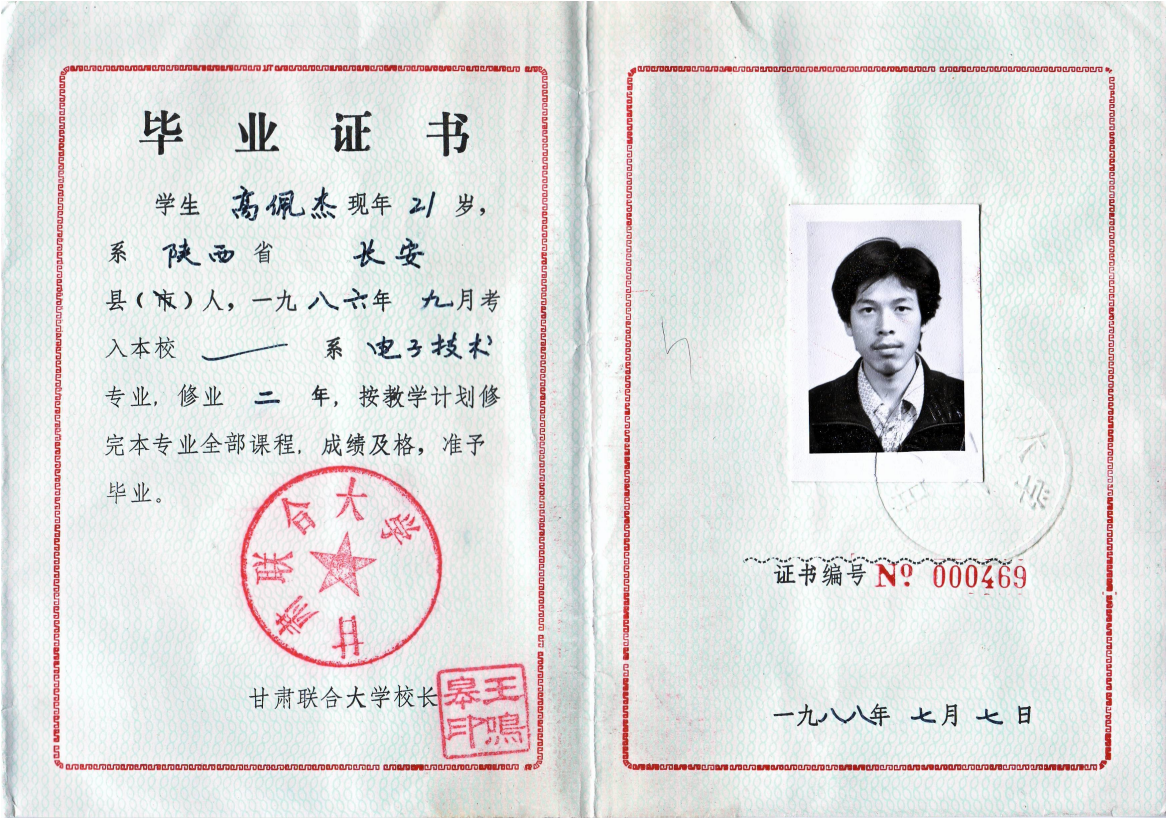 毕业证书
学生 高佩杰 现年 21 岁,
系 陕西 省 长安
县(市)人,一九八六年 九月考
入本校 系 电子技术
专业, 修业 二 年, 按教学计划修
完本专业全部课程, 成绩及格, 准予
毕业。
甘肃联合大学
甘肃联合大学校长
王鸣皋印
证书编号 № 000469
一九八八年 七月 七 日